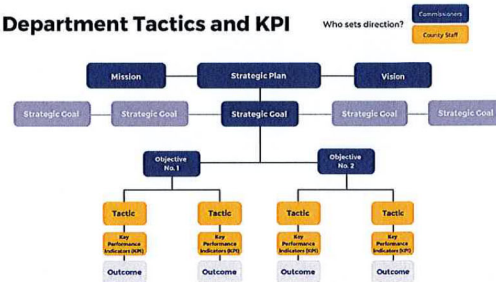 Department Tactics and KPI
Who sets direction?
Commissioners
County Staff
Mission
Strategic Plan
Vision
Strategic Goal
Strategic Goal
Strategic Goal
Strategic Goal
Strategic Goal
Objective
No. 1
Objective
No. 2
Tactic
Tactic
Tactic
Tactic
Key
Performance
Indicators (KPI)
Key
Performance
Indicators (KPI)
Key
Performance
Indicators (KPI)
Key
Performance
Indicators (KPI)
Outcome
Outcome
Outcome
Outcome